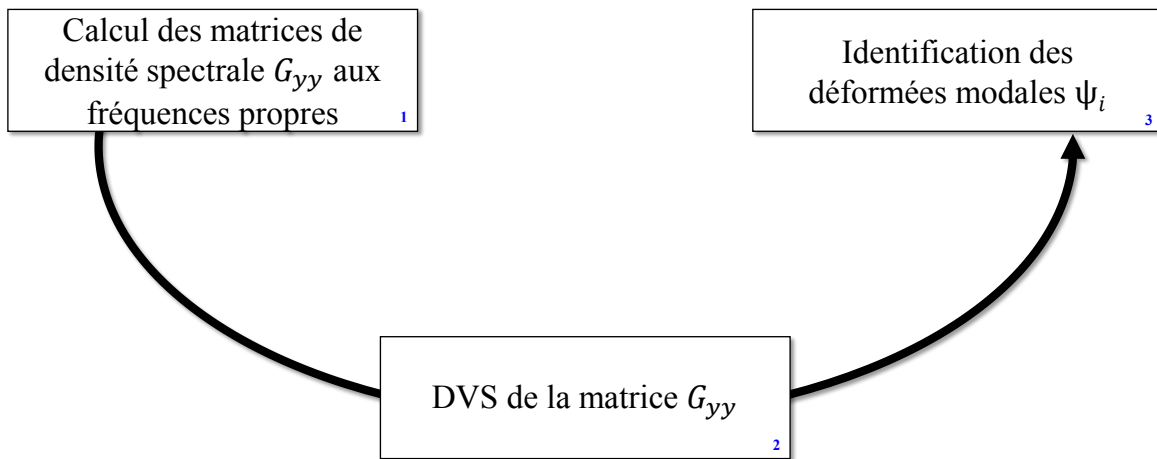 Calcul des matrices de
densité spectrale G_yy aux
fréquences propres
1
Identification des
déformées modales ψ_i
3
DVS de la matrice G_yy
2